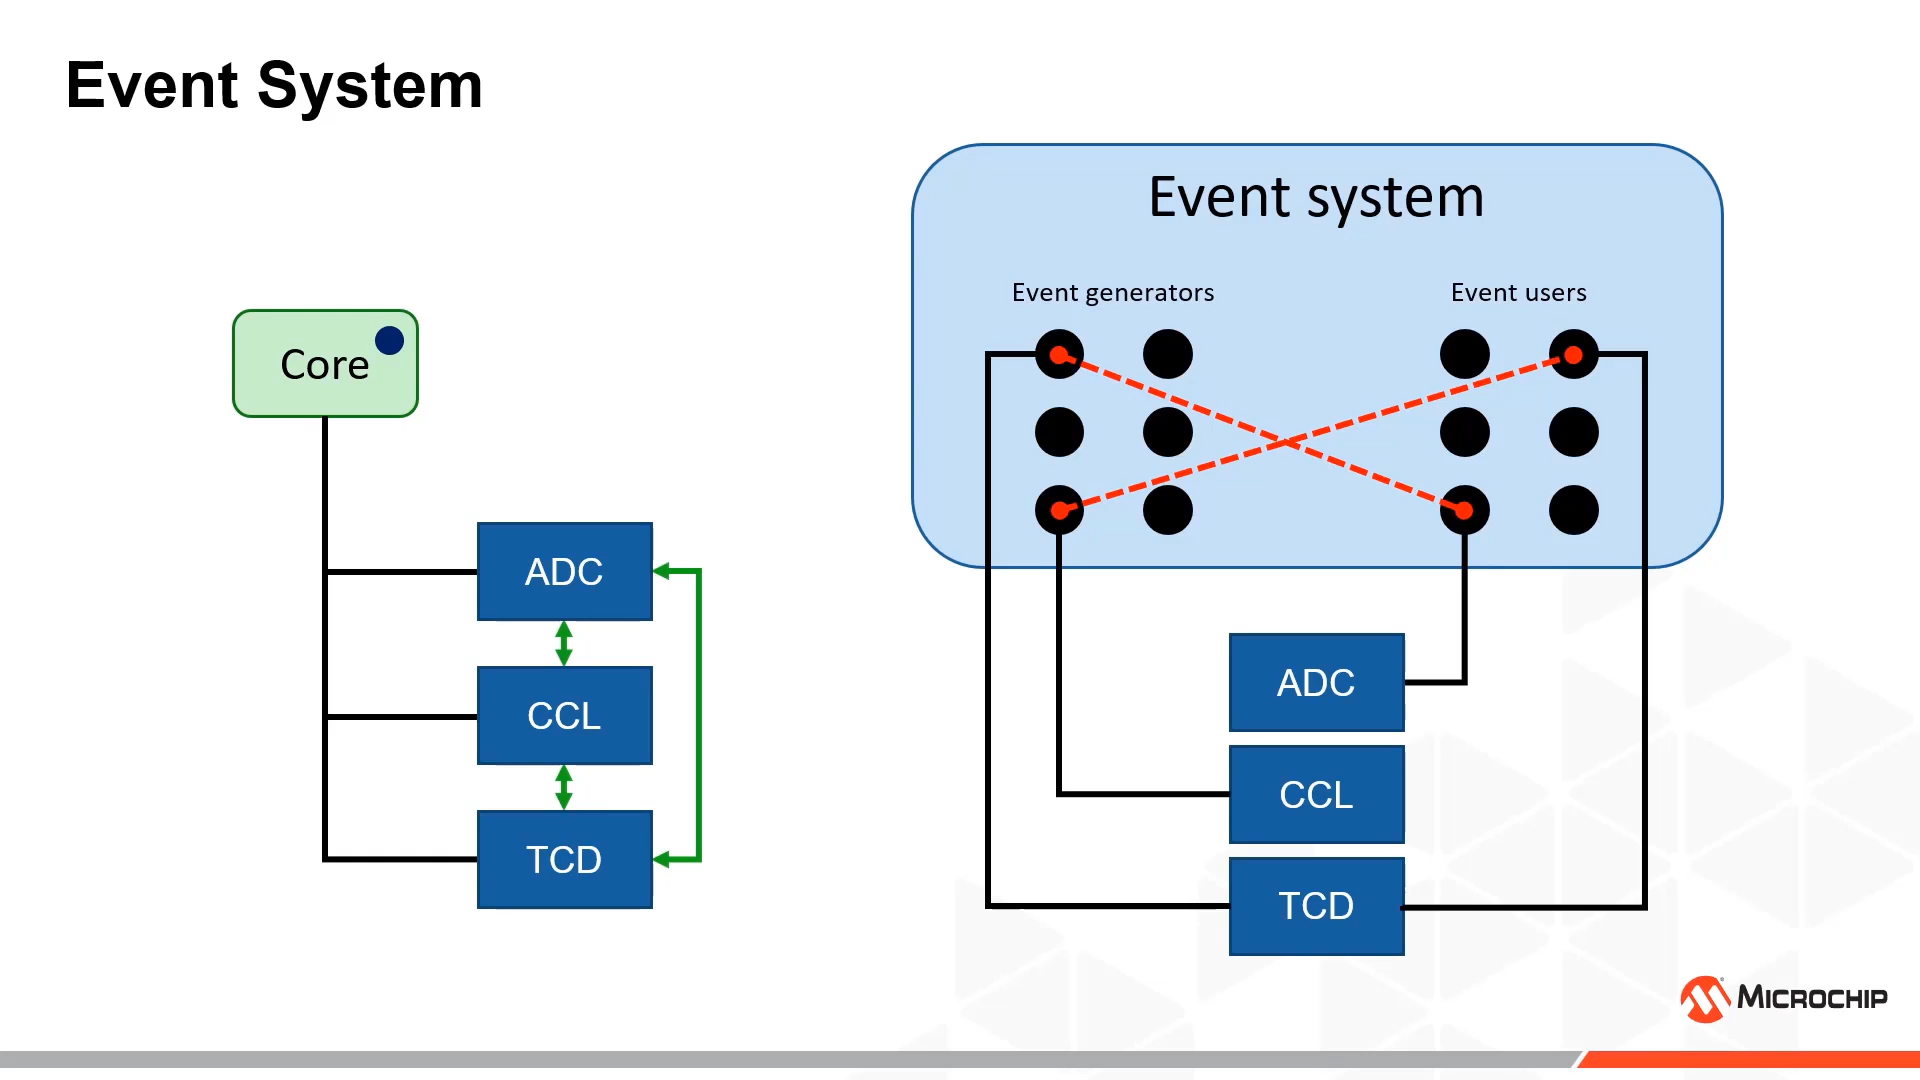 Event System
Event system
Event generators
Event users
Core
ADC
CCL
TCD
ADC
CCL
TCD
MICROCHIP